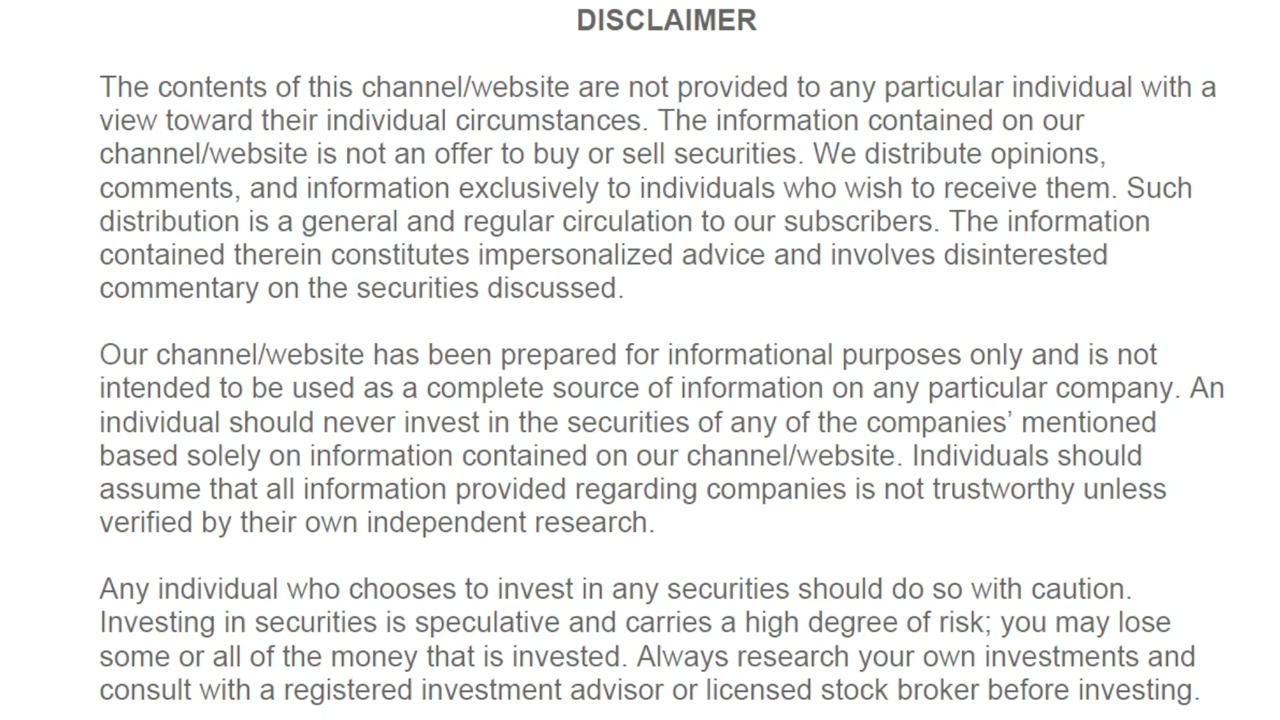 DISCLAIMER
The contents of this channel/website are not provided to any particular individual with a
view toward their individual circumstances. The information contained on our
channel/website is not an offer to buy or sell securities. We distribute opinions,
comments, and information exclusively to individuals who wish to receive them. Such
distribution is a general and regular circulation to our subscribers. The information
contained therein constitutes impersonalized advice and involves disinterested
commentary on the securities discussed.
Our channel/website has been prepared for informational purposes only and is not
intended to be used as a complete source of information on any particular company. An
individual should never invest in the securities of any of the companies’ mentioned
based solely on information contained on our channel/website. Individuals should
assume that all information provided regarding companies is not trustworthy unless
verified by their own independent research.
Any individual who chooses to invest in any securities should do so with caution.
Investing in securities is speculative and carries a high degree of risk; you may lose
some or all of the money that is invested. Always research your own investments and
consult with a registered investment advisor or licensed stock broker before investing.